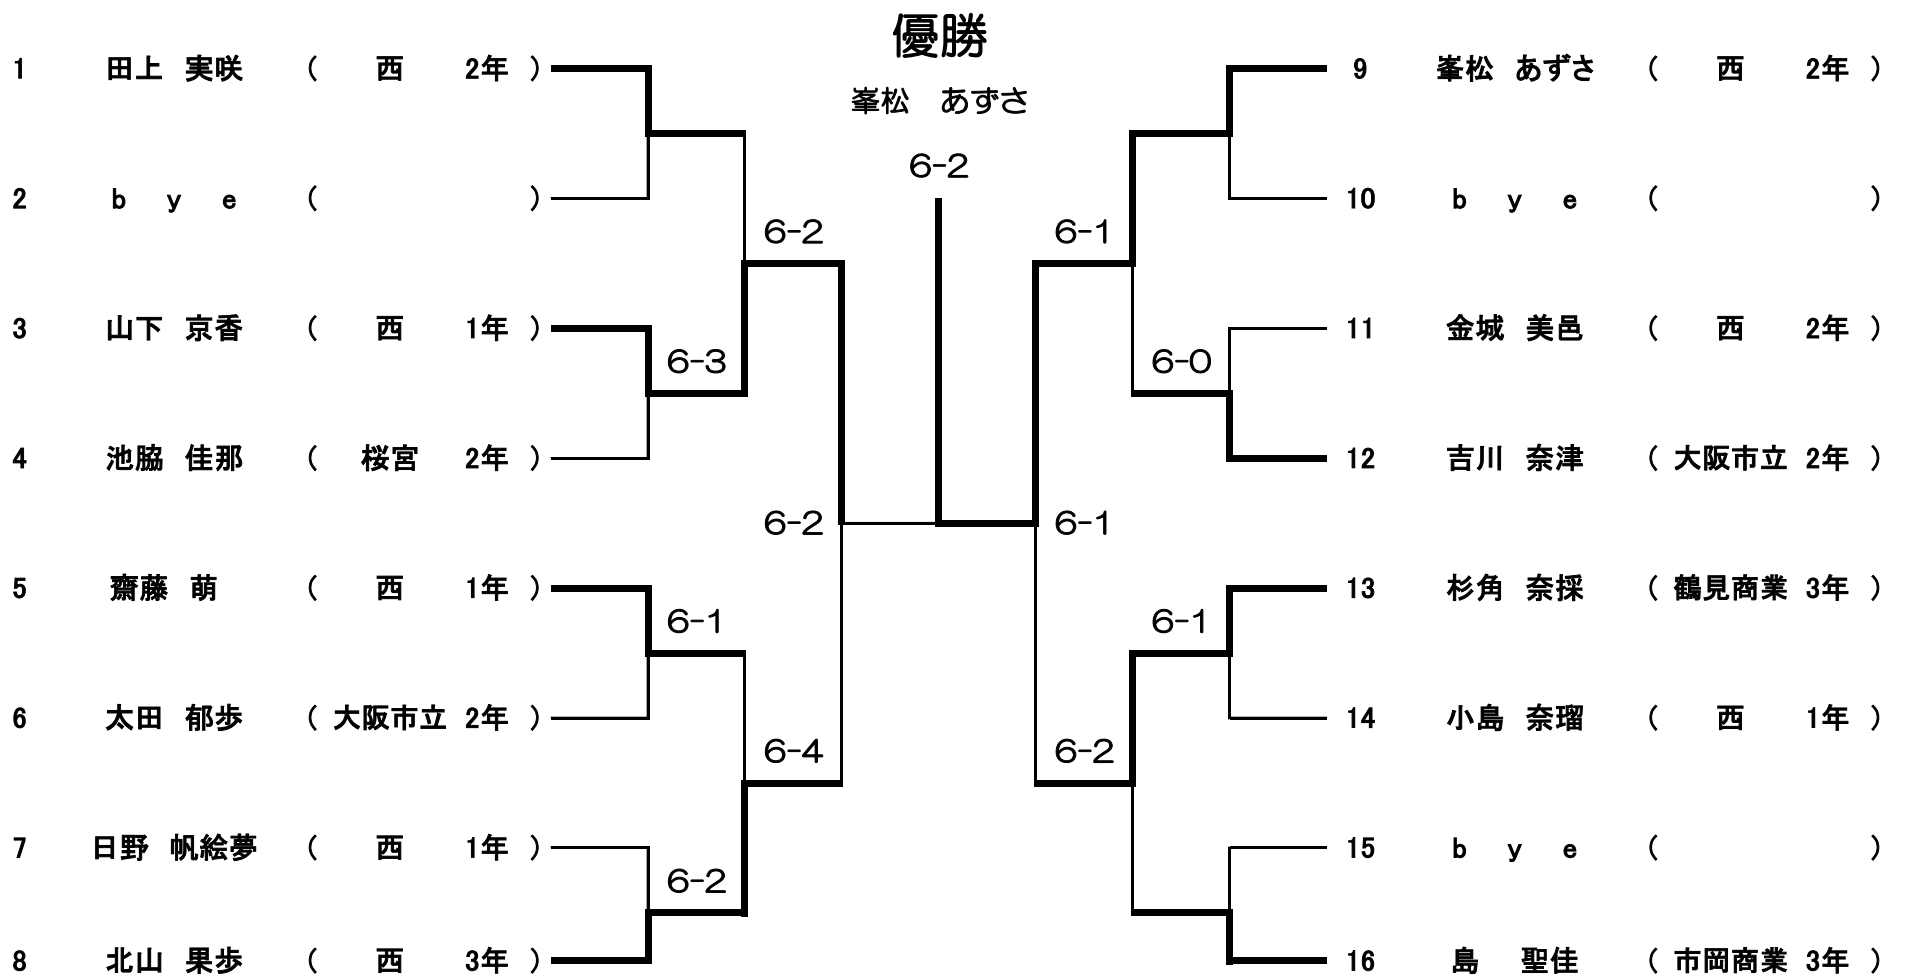 優勝
峯松 あずさ
6-2
1 田上 実咲 ( 西 2年 )
2 b y e ( )
6-2
3 山下 京香 ( 西 1年 )
6-3
4 池脇 佳那 ( 桜宮 2年 )
6-2
5 齋藤 萌 ( 西 1年 )
6-1
6 太田 郁歩 ( 大阪市立 2年 )
6-4
7 日野 帆絵夢 ( 西 1年 )
6-2
8 北山 果歩 ( 西 3年 )
9 峯松 あずさ ( 西 2年 )
10 b y e ( )
6-1
11 金城 美邑 ( 西 2年 )
6-0
12 吉川 奈津 ( 大阪市立 2年 )
6-1
13 杉角 奈採 ( 鶴見商業 3年 )
6-1
14 小島 奈瑠 ( 西 1年 )
6-2
15 b y e ( )
16 島 聖佳 ( 市岡商業 3年 )